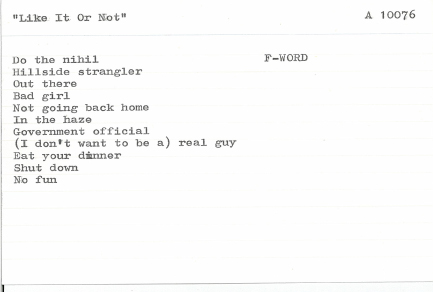 "Like It Or Not"
A 10076
Do the nihil
F-WORD
Hillside strangler
Out there
Bad girl
Not going back home
In the haze
Government official
(I don't want to be a) real guy
Eat your dinner
Shut down
No fun